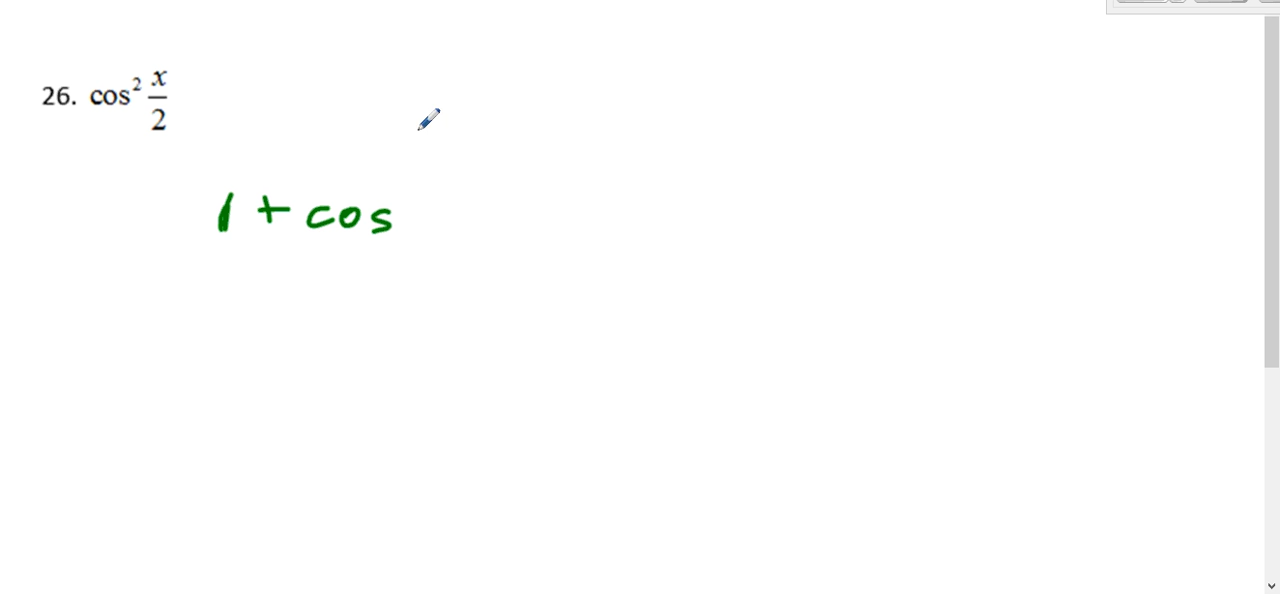 26. cos² x/2
1 + cos